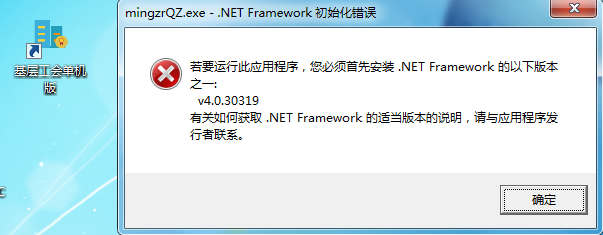 mingzrQZ.exe - .NET Framework 初始化错误
基层工会单机
版
若要运行此应用程序，您必须首先安装 .NET Framework 的以下版本
之一:
v4.0.30319
有关如何获取 .NET Framework 的适当版本的说明，请与应用程序发
行者联系。
确定